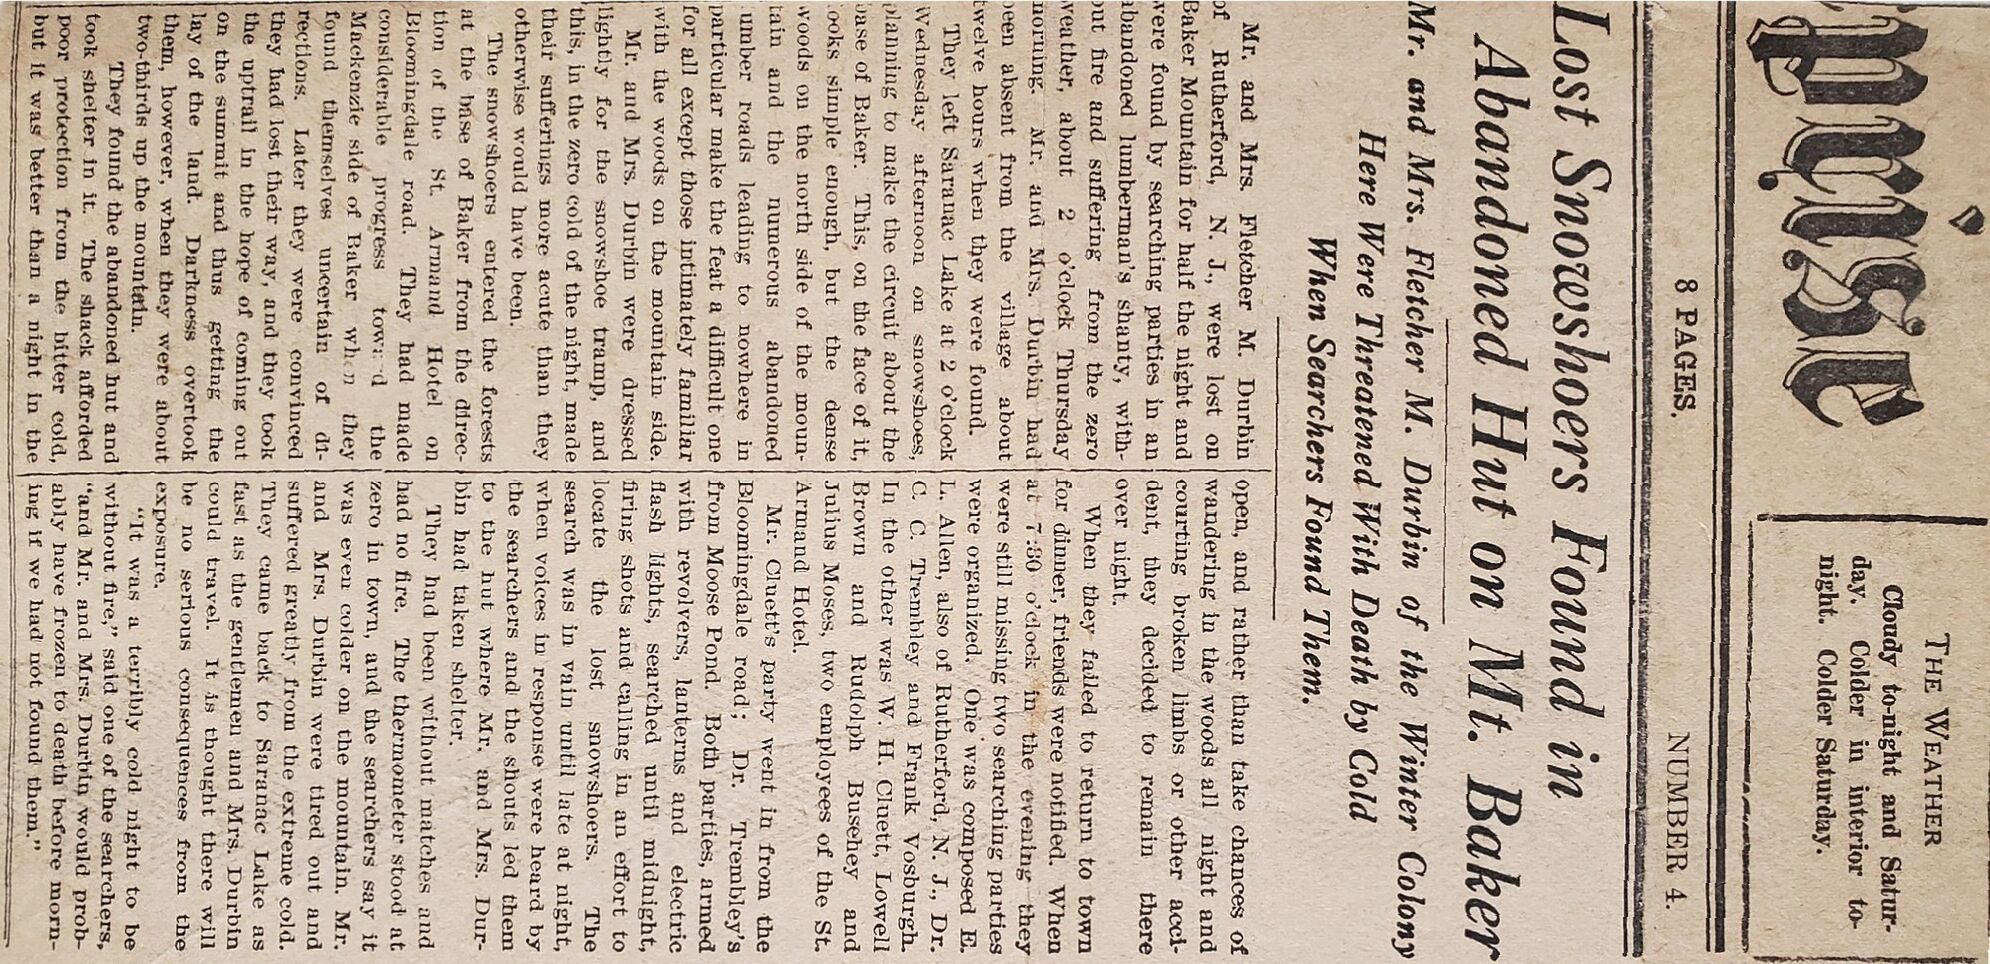 THE WEATHER
Cloudy to-night and Satur-
day. Colder in interior to-
night. Colder Saturday.
8 PAGES.
NUMBER 4.
Lost Snowshoers Found in
Abandoned Hut on Mt. Baker
Mr. and Mrs. Fletcher M. Durbin of the Winter Colony
Here Were Threatened With Death by Cold
When Searchers Found Them.
Mr. and Mrs. Fletcher M. Durbin
of Rutherford, N. J., were lost on
Baker Mountain for half the night and
were found by searching parties in an
abandoned lumberman's shanty, with-
out fire and suffering from the zero
weather, about 2 o'clock Thursday
morning. Mr. and Mrs. Durbin had
been absent from the village about
twelve hours when they were found.
They left Saranac Lake at 2 o'clock
Wednesday afternoon on snowshoes,
planning to make the circuit about the
base of Baker. This, on the face of it,
looks simple enough, but the dense
woods on the north side of the moun-
tain and the numerous abandoned
lumber roads leading to nowhere in
particular make the feat a difficult one
for all except those intimately familiar
with the woods on the mountain side.
Mr. and Mrs. Durbin were dressed
lightly for the snowshoe tramp, and
this, in the zero cold of the night, made
their sufferings more acute than they
otherwise would have been.
The snowshoers entered the forests
at the base of Baker from the direc-
tion of the St. Armand Hotel on
Bloomingdale road. They had made
considerable progress toward the
Mackenzie side of Baker when they
found themselves uncertain of di-
rections. Later they were convinced
they had lost their way, and they took
the uptrail in the hope of coming out
on the summit and thus getting the
lay of the land. Darkness overtook
them, however, when they were about
two-thirds up the mountain.
They found the abandoned hut and
took shelter in it. The shack afforded
poor protection from the bitter cold,
but it was better than a night in the
open, and rather than take chances of
wandering in the woods all night and
courting broken limbs or other acci-
dent, they decided to remain there
over night.
When they failed to return to town
for dinner, friends were notified. When
at 7:30 o'clock in the evening they
were still missing two searching parties
were organized. One was composed E.
L. Allen, also of Rutherford, N. J., Dr.
C. C. Trembley and Frank Vosburgh.
In the other was W. H. Cluett, Lowell
Brown and Rudolph Busehey and
Julius Moses, two employees of the St.
Armand Hotel.
Mr. Cluett's party went in from the
Bloomingdale road; Dr. Trembley's
from Moose Pond. Both parties, armed
with revolvers, lanterns and electric
flash lights, searched until midnight,
firing shots and calling in an effort to
locate the lost snowshoers. The
search was in vain until late at night,
when voices in response were heard by
the searchers and the shouts led them
to the hut where Mr. and Mrs. Dur-
bin had taken shelter.
They had been without matches and
had no fire. The thermometer stood at
zero in town, and the searchers say it
was even colder on the mountain. Mr.
and Mrs. Durbin were tired out and
suffered greatly from the extreme cold.
They came back to Saranac Lake as
fast as the gentlemen and Mrs. Durbin
could travel. It is thought there will
be no serious consequences from the
exposure.
"It was a terribly cold night to be
without fire," said one of the searchers,
"and Mr. and Mrs. Durbin would prob-
ably have frozen to death before morn-
ing if we had not found them."